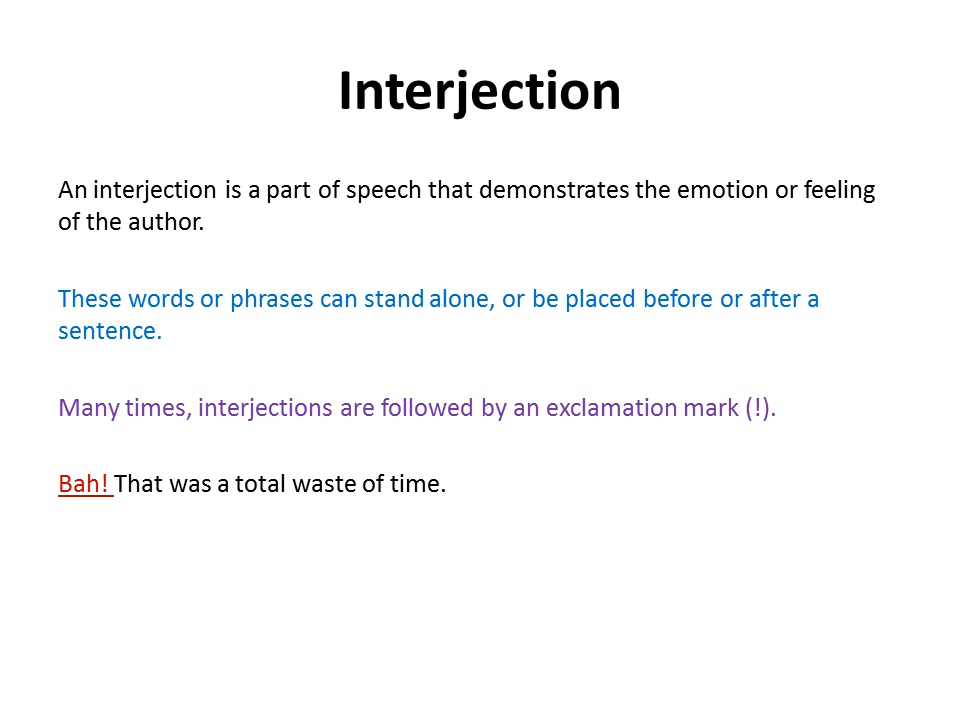 Interjection
An interjection is a part of speech that demonstrates the emotion or feeling
of the author.
These words or phrases can stand alone, or be placed before or after a
sentence.
Many times, interjections are followed by an exclamation mark (!).
Bah! That was a total waste of time.